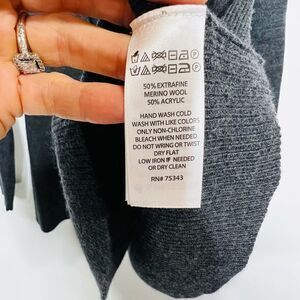 50% EXTRAFINE
MERINO WOOL
50% ACRYLIC
HAND WASH COLD
WASH WITH LIKE COLORS
ONLY NON-CHLORINE
BLEACH WHEN NEEDED
DO NOT WRING OR TWIST
DRY FLAT
LOW IRON IF NEEDED
OR DRY CLEAN
RN# 75343